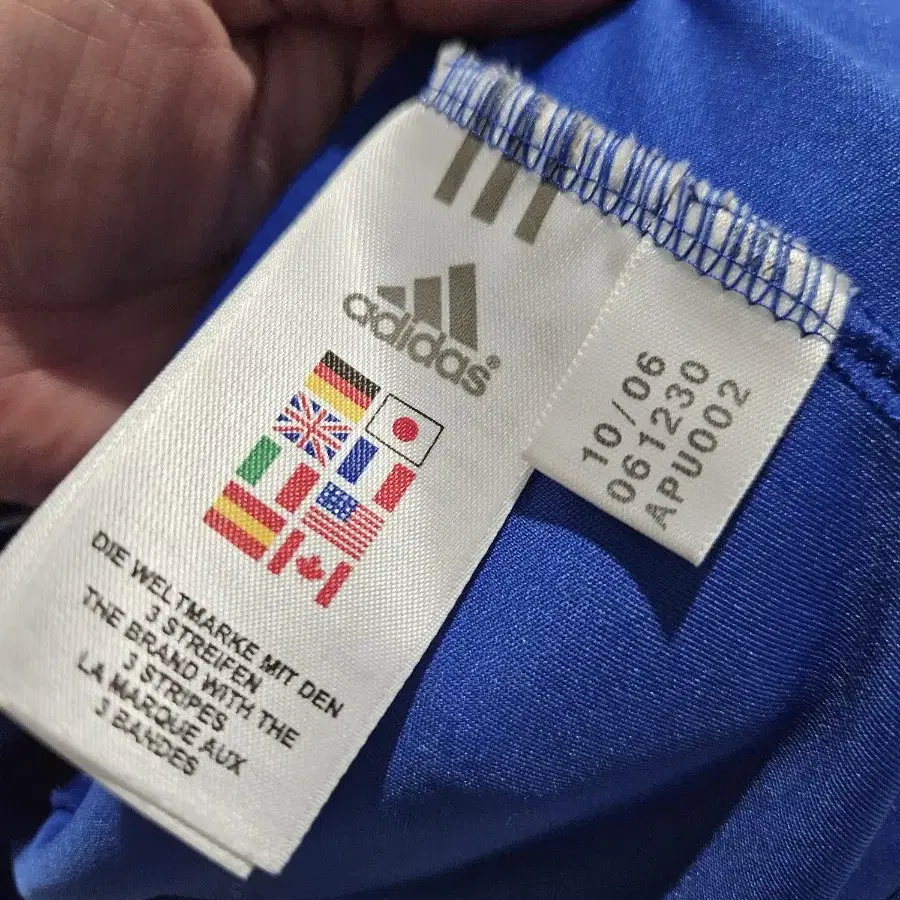 adidas®
DIE WELTMARKE MIT DEN
3 STREIFEN
THE BRAND WITH THE
3 STRIPES
LA MARQUE AUX
3 BANDES
10/06
061230
APU002